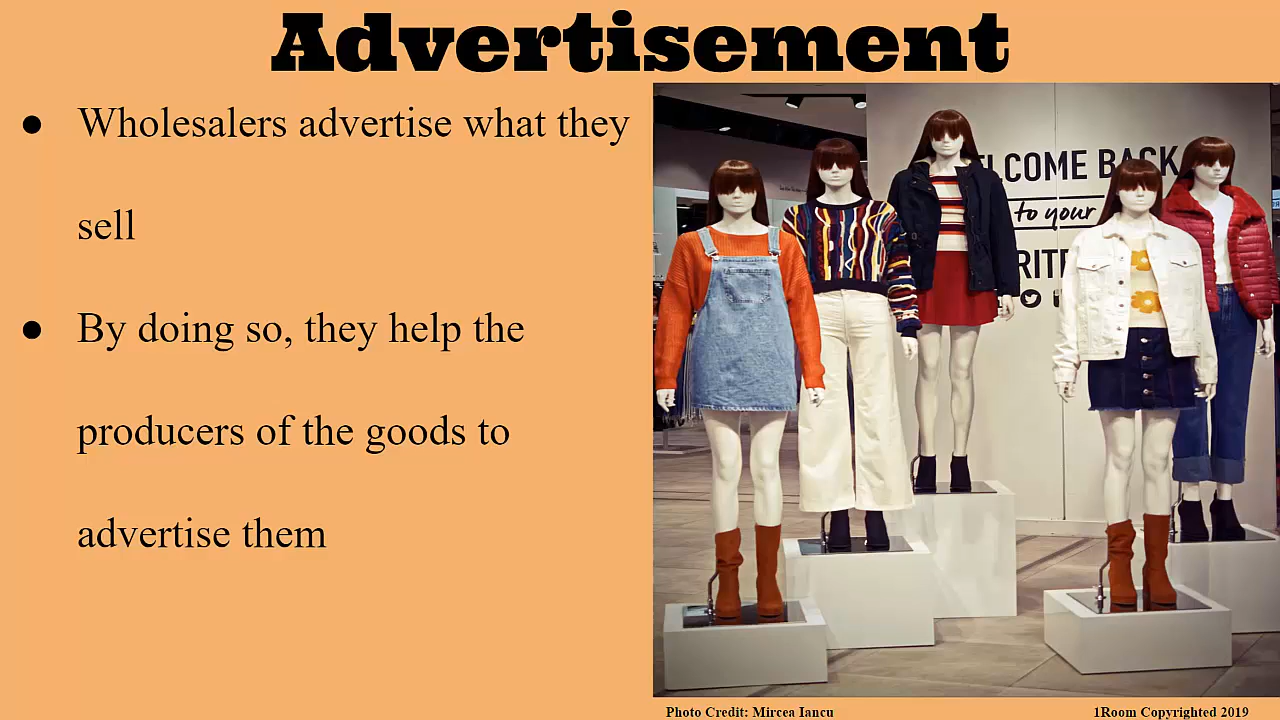 Advertisement
● Wholesalers advertise what they
sell
● By doing so, they help the
producers of the goods to
advertise them
LCOME BACK
to your
RITE
Photo Credit: Mircea Iancu
1Room Copyrighted 2019